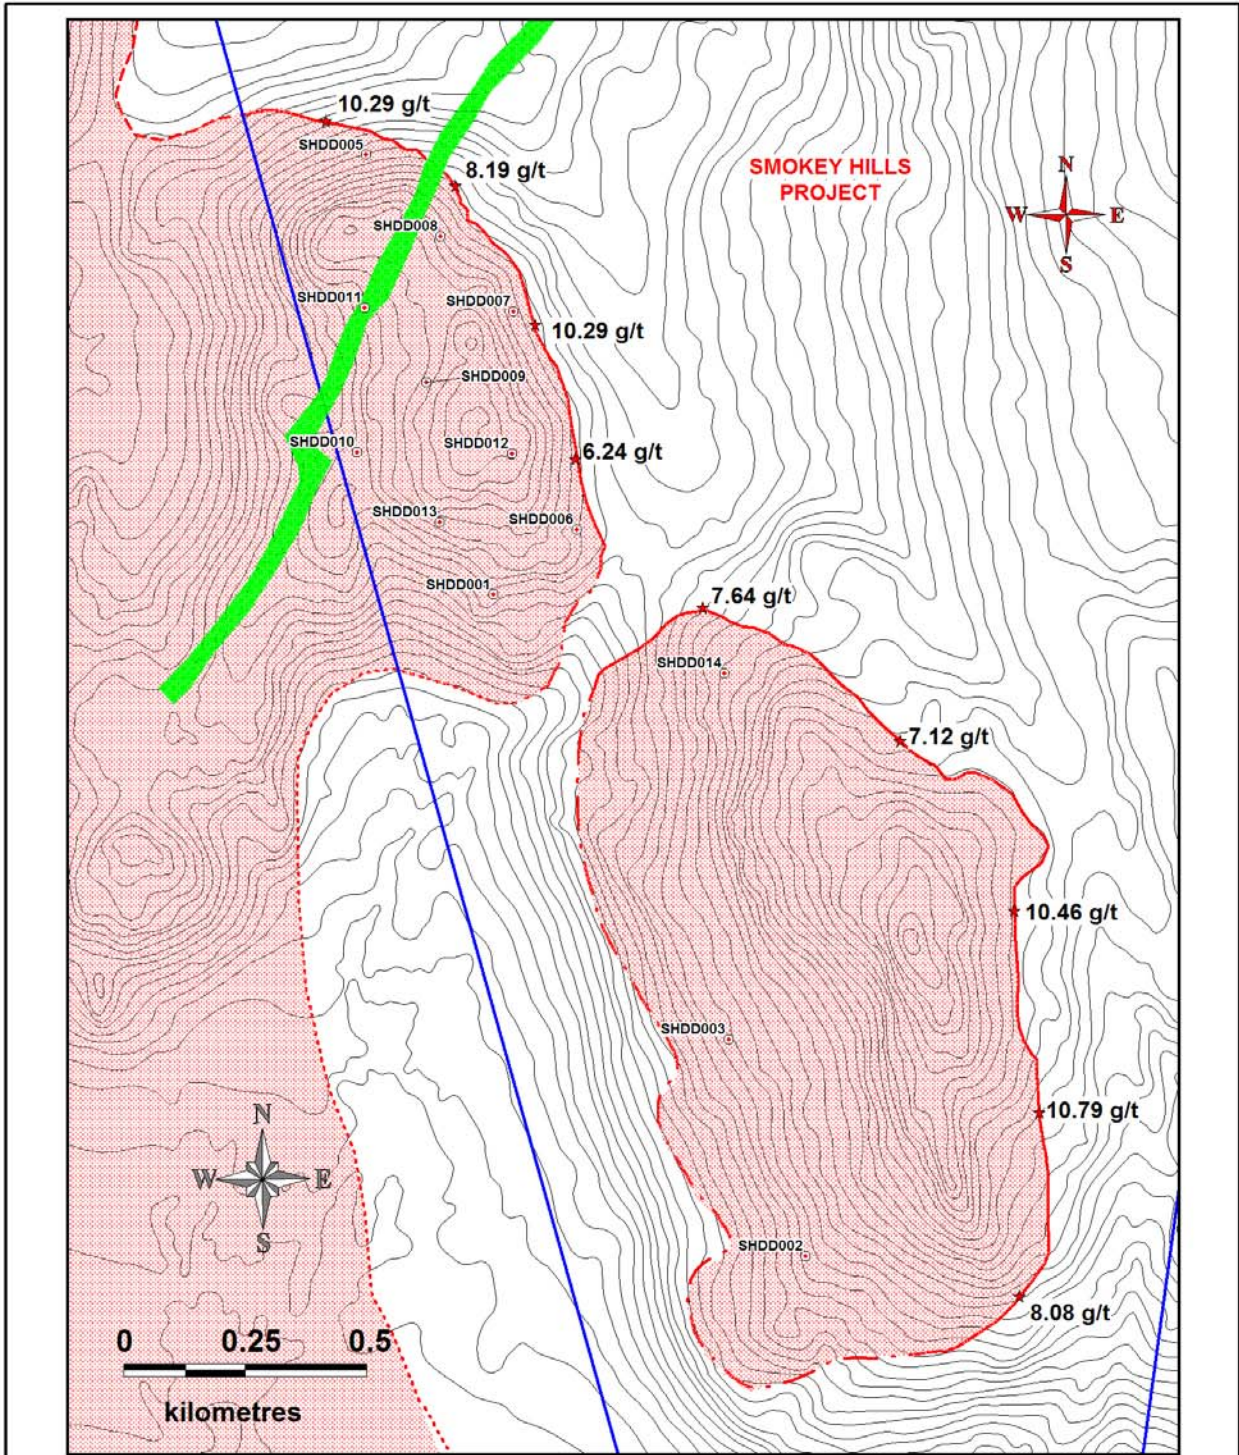 10.29 g/t
SHDD005
8.19 g/t
SMOKEY HILLS
PROJECT
N
W E
S
SHDD008
SHDD011
SHDD007
10.29 g/t
SHDD009
SHDD010
SHDD012
6.24 g/t
SHDD013
SHDD006
SHDD001
7.64 g/t
SHDD014
7.12 g/t
10.46 g/t
SHDD003
10.79 g/t
N
W E
S
SHDD002
8.08 g/t
0 0.25 0.5
kilometres